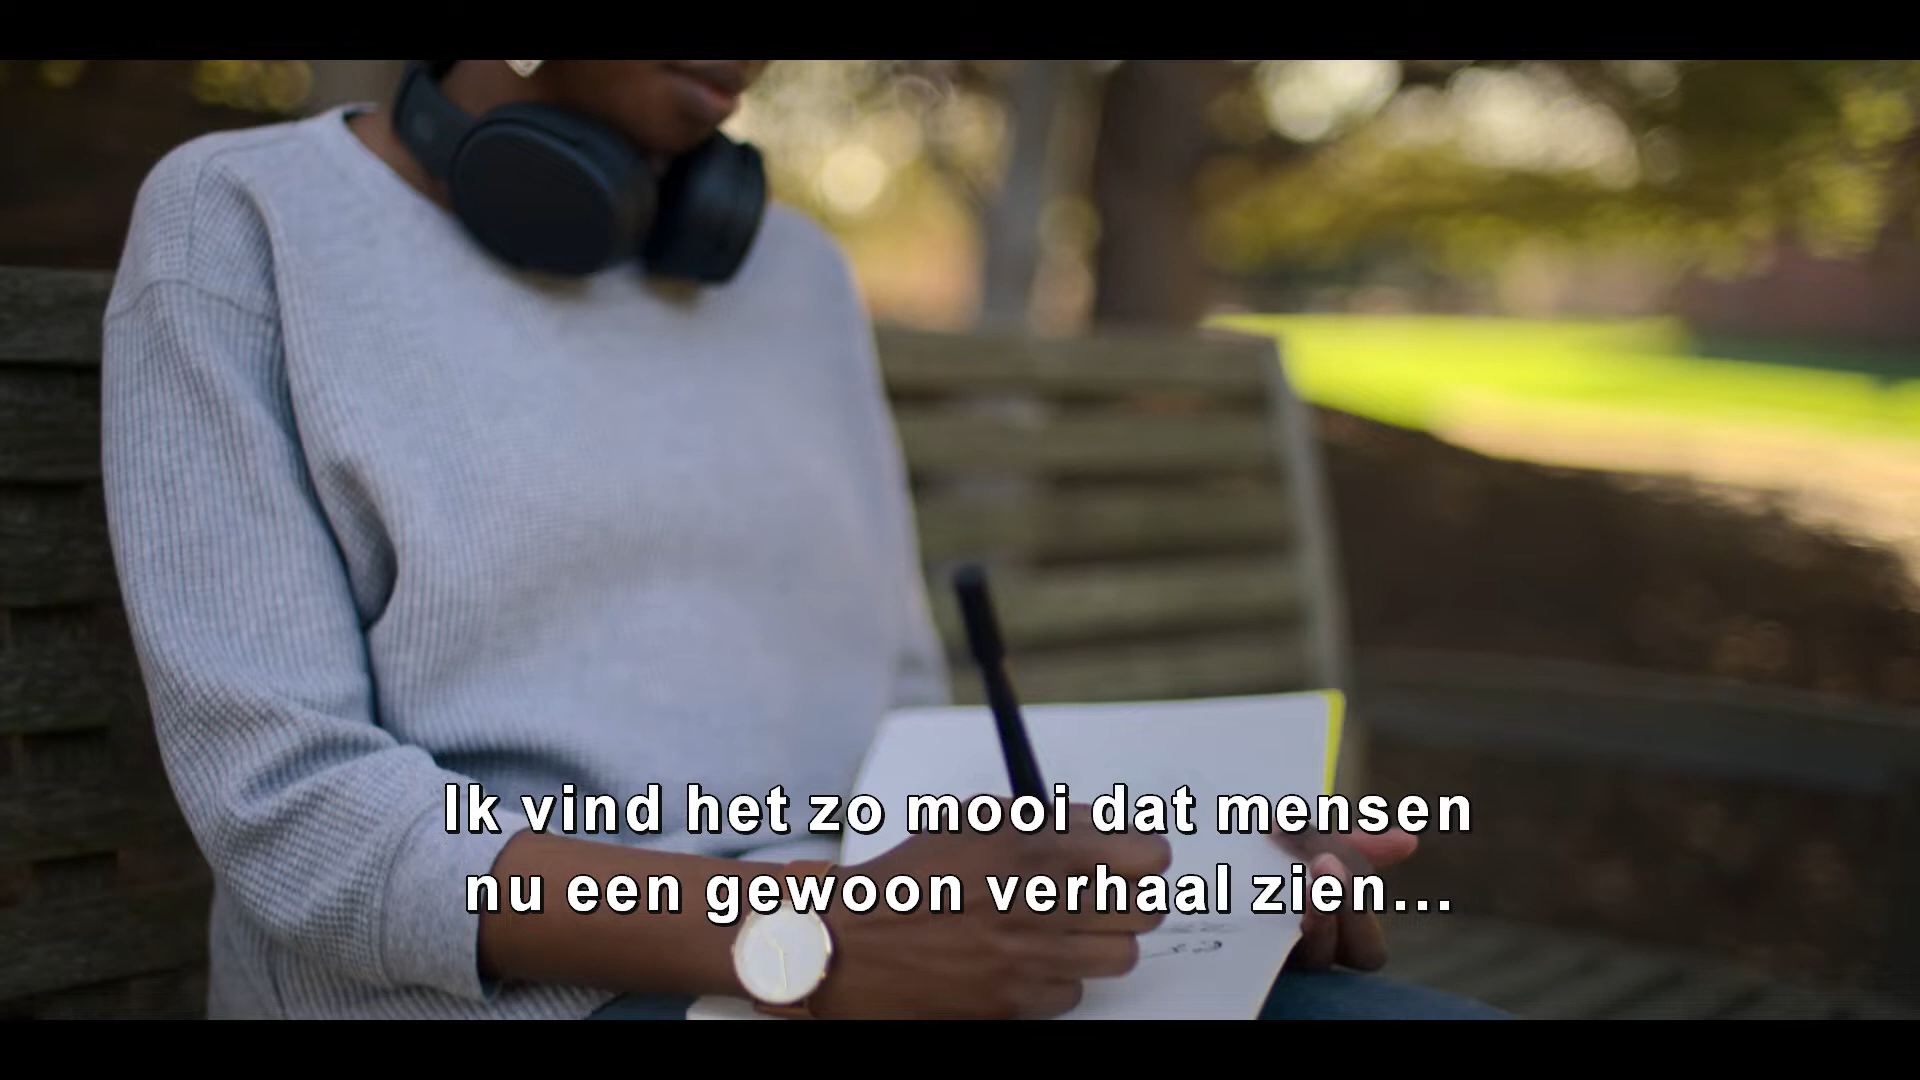 Ik vind het zo mooi dat mensen
nu een gewoon verhaal zien...